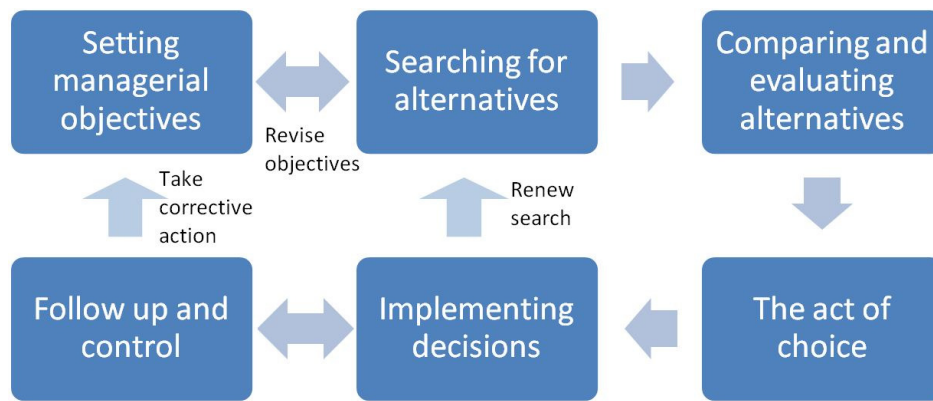 Setting
managerial
objectives
Revise
objectives
Searching for
alternatives
Comparing and
evaluating
alternatives
Take
corrective
action
Renew
search
Follow up and
control
Implementing
decisions
The act of
choice